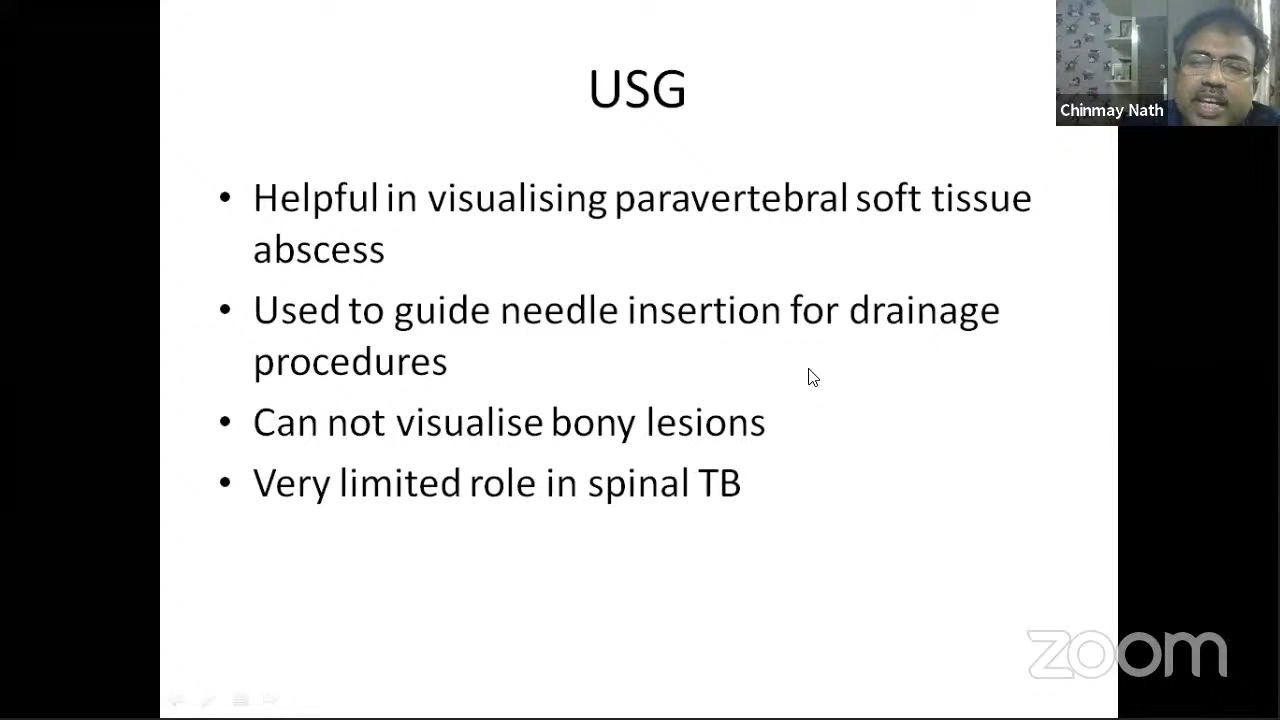 USG
Chinmay Nath
• Helpful in visualising paravertebral soft tissue
abscess
• Used to guide needle insertion for drainage
procedures
• Can not visualise bony lesions
• Very limited role in spinal TB
zoom